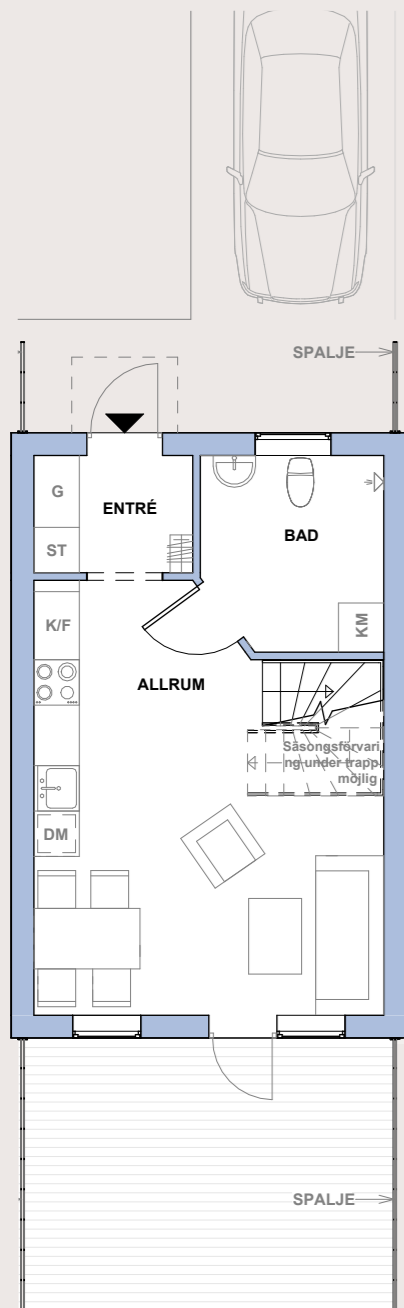 SPALJE
G
ENTRÉ
ST
BAD
K/F
KM
ALLRUM
Säsongsförvari
ng under trapp
möjlig
DM
SPALJE